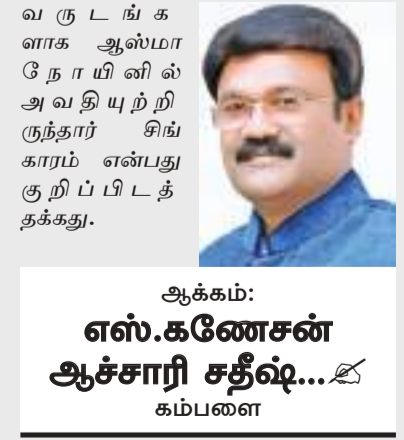 வருடங்க
ளாக ஆஸ்மா
நோயினில்
அவதியுற்றி
ருந்தார் சிங்
காரம் என்பது
குறிப்பிடத்
தக்கது.
ஆக்கம்:
எஸ்.கணேசன்
ஆச்சாரி சதீஷ்...✍
கம்பளை